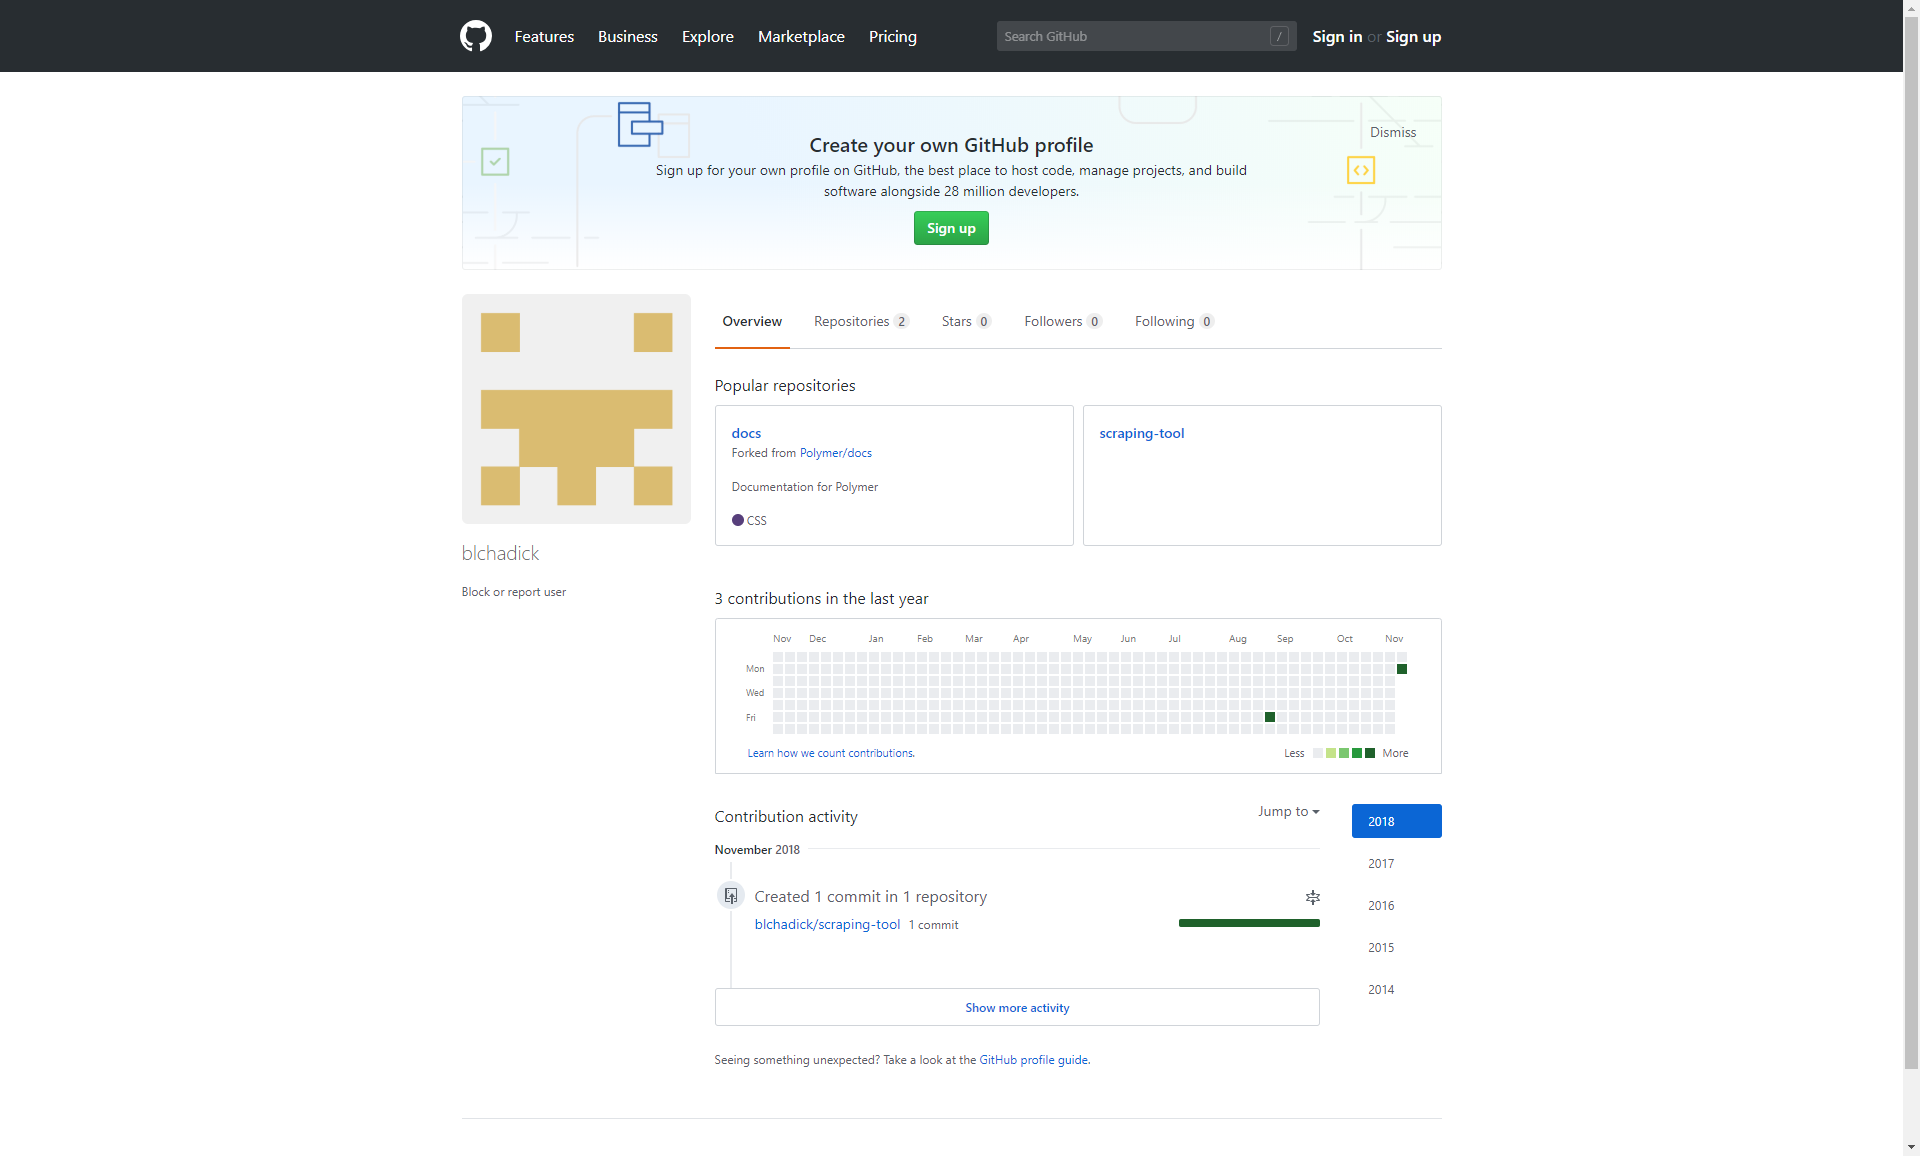 Features Business Explore Marketplace Pricing Search GitHub / Sign in or Sign up
Dismiss
Create your own GitHub profile
Sign up for your own profile on GitHub, the best place to host code, manage projects, and build
software alongside 28 million developers.
Sign up
blchadick
Block or report user
Overview Repositories 2 Stars 0 Followers 0 Following 0
Popular repositories
docs
Forked from Polymer/docs
Documentation for Polymer
CSS
scraping-tool
3 contributions in the last year
Nov Dec Jan Feb Mar Apr May Jun Jul Aug Sep Oct Nov
Mon
Wed
Fri
Learn how we count contributions. Less More
Contribution activity Jump to
2018
2017
2016
2015
2014
November 2018
Created 1 commit in 1 repository
blchadick/scraping-tool 1 commit
Show more activity
Seeing something unexpected? Take a look at the GitHub profile guide.